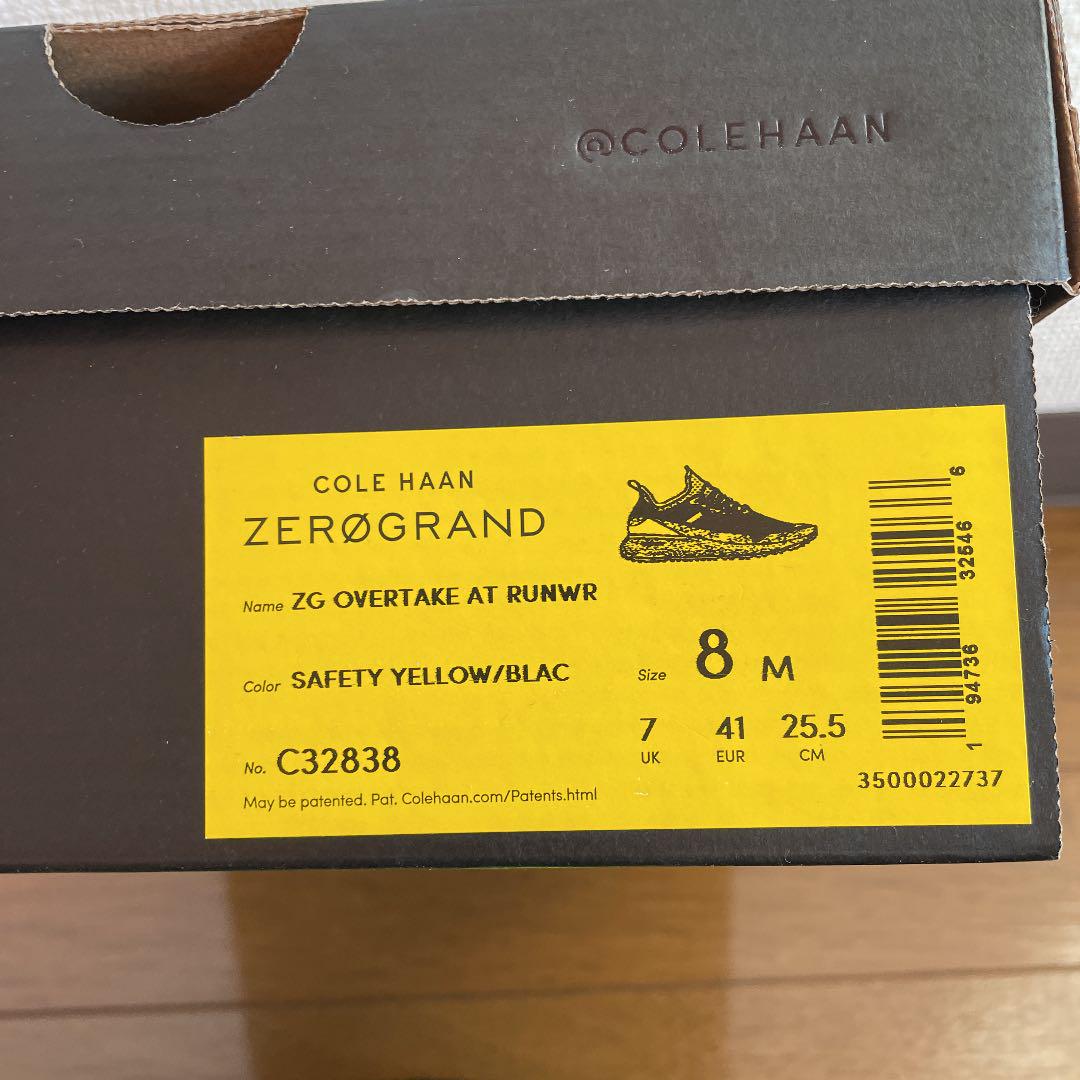 @COLEHAAN
COLE HAAN
ZERØGRAND
Name ZG OVERTAKE AT RUNWR
Color SAFETY YELLOW/BLAC
Size 8 M
7 41 25.5
UK EUR CM
No. C32838
May be patented. Pat. Colehaan.com/Patents.html
1 94736 32546 6
3500022737